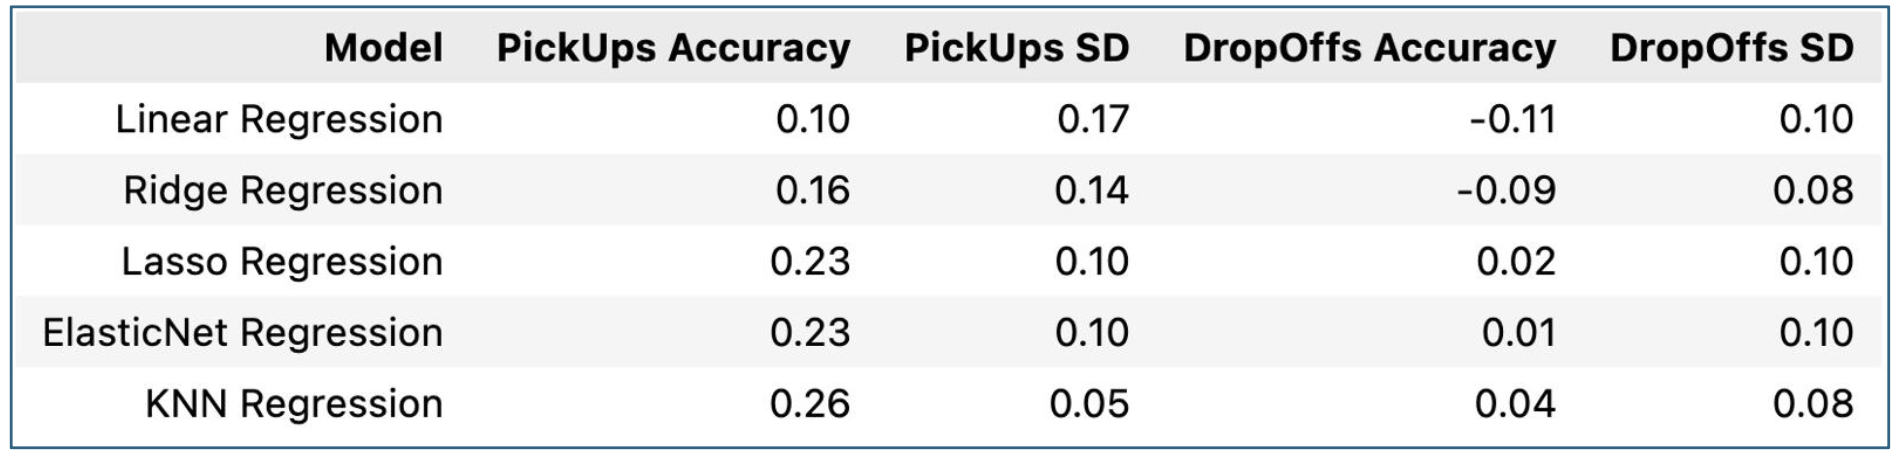 Model PickUps Accuracy PickUps SD DropOffs Accuracy DropOffs SD
Linear Regression 0.10 0.17 -0.11 0.10
Ridge Regression 0.16 0.14 -0.09 0.08
Lasso Regression 0.23 0.10 0.02 0.10
ElasticNet Regression 0.23 0.10 0.01 0.10
KNN Regression 0.26 0.05 0.04 0.08